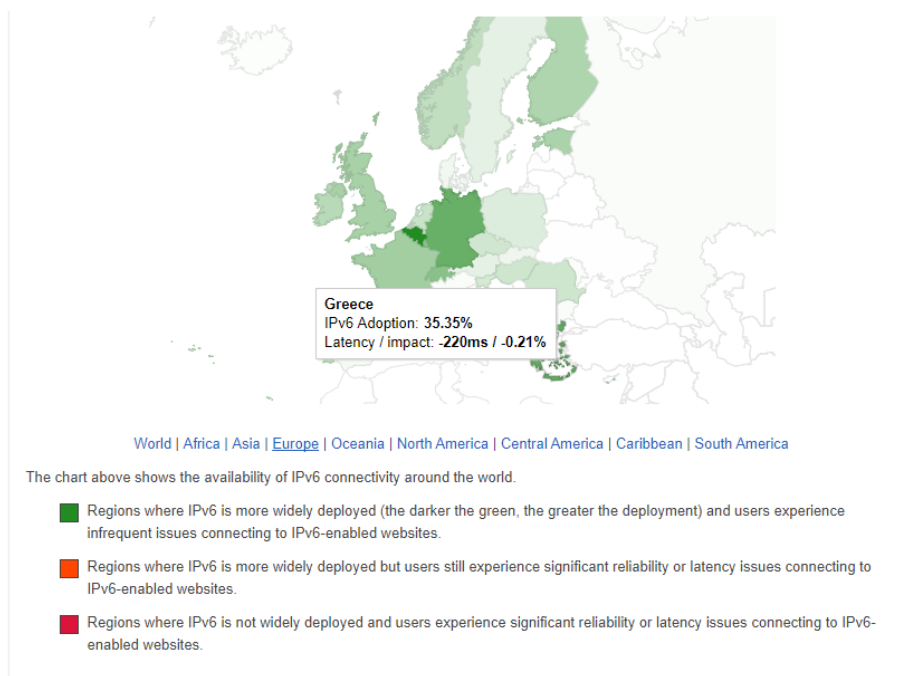 Greece
IPv6 Adoption: 35.35%
Latency / impact: -220ms / -0.21%
World | Africa | Asia | Europe | Oceania | North America | Central America | Caribbean | South America
The chart above shows the availability of IPv6 connectivity around the world.
Regions where IPv6 is more widely deployed (the darker the green, the greater the deployment) and users experience
infrequent issues connecting to IPv6-enabled websites.
Regions where IPv6 is more widely deployed but users still experience significant reliability or latency issues connecting to
IPv6-enabled websites.
Regions where IPv6 is not widely deployed and users experience significant reliability or latency issues connecting to IPv6-
enabled websites.